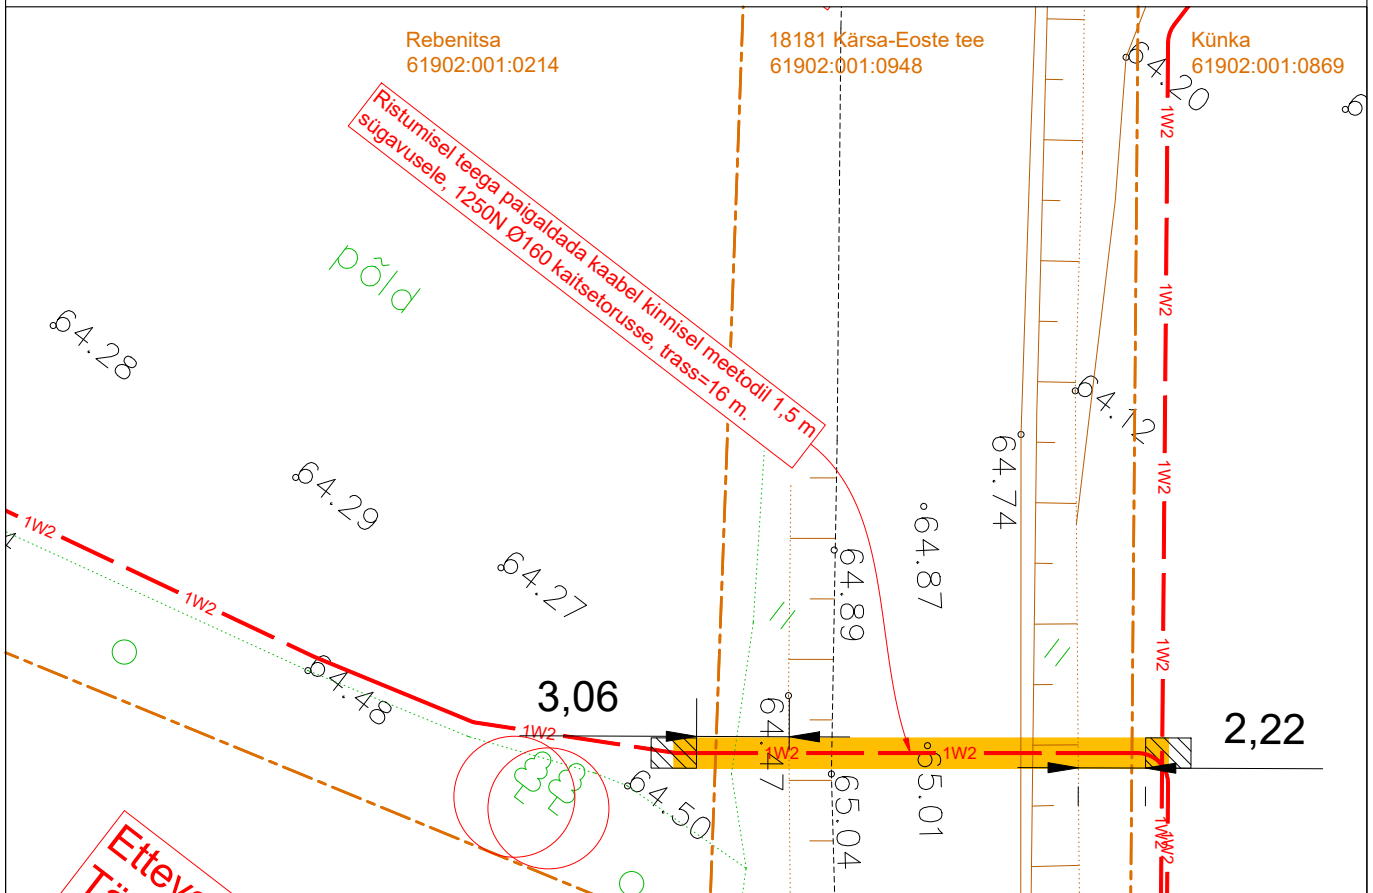 Rebenitsa
61902:001:0214
18181 Kärsa-Eoste tee
61902:001:0948
Künka
61902:001:0869
64.20
1W2
Ristumisel teega paigaldada kaabel kinnisel meetodil 1,5 m
sügavusele, 1250N Ø160 kaitsetorusse, trass=16 m.
põld
64.28
1W2
64.12
64.74
64.29
1W2
64.87
1W2
64.27
64.89
1W2
1W2
64.48
3,06
64.47
2,22
1W2
1W2
1W2
65.01
64.50
65.04
1W2
1W2